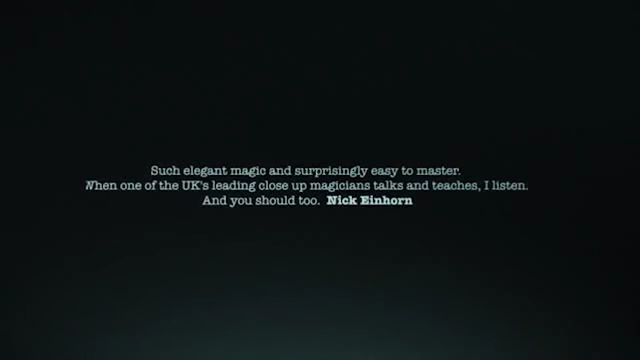 Such elegant magic and surprisingly easy to master.
When one of the UK's leading close up magicians talks and teaches, I listen.
And you should too. Nick Einhorn